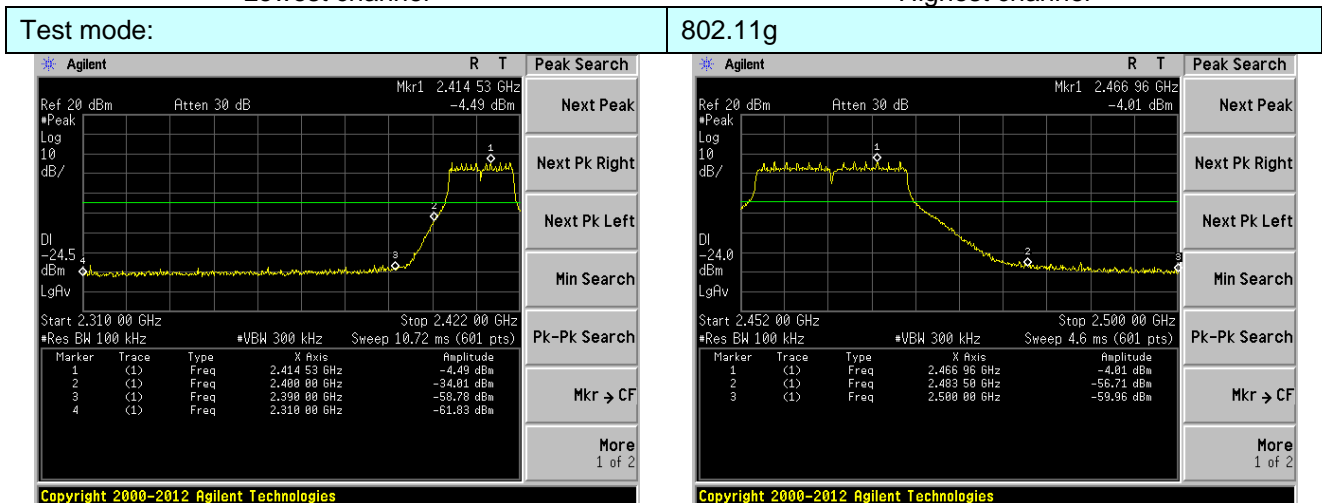 Lowest channel Highest channel
Test mode: 802.11g
Agilent R T Peak Search
Mkr1 2.414 53 GHz
Ref 20 dBm Atten 30 dB -4.49 dBm
#Peak
Log
10
dB/
1
2
3
4
DI
-24.5
dBm
LgAv
Start 2.310 00 GHz Stop 2.422 00 GHz
#Res BW 100 kHz #VBW 300 kHz Sweep 10.72 ms (601 pts)
Marker Trace Type X Axis Amplitude
1 (1) Freq 2.414 53 GHz -4.49 dBm
2 (1) Freq 2.400 00 GHz -34.01 dBm
3 (1) Freq 2.390 00 GHz -58.78 dBm
4 (1) Freq 2.310 00 GHz -61.83 dBm
Next Peak
Next Pk Right
Next Pk Left
Min Search
Pk-Pk Search
Mkr → CF
More
1 of 2
Copyright 2000-2012 Agilent Technologies
Agilent R T Peak Search
Mkr1 2.466 96 GHz
Ref 20 dBm Atten 30 dB -4.01 dBm
#Peak
Log
10
dB/
1
2
3
DI
-24.0
dBm
LgAv
Start 2.452 00 GHz Stop 2.500 00 GHz
#Res BW 100 kHz #VBW 300 kHz Sweep 4.6 ms (601 pts)
Marker Trace Type X Axis Amplitude
1 (1) Freq 2.466 96 GHz -4.01 dBm
2 (1) Freq 2.483 50 GHz -56.71 dBm
3 (1) Freq 2.500 00 GHz -59.96 dBm
Next Peak
Next Pk Right
Next Pk Left
Min Search
Pk-Pk Search
Mkr → CF
More
1 of 2
Copyright 2000-2012 Agilent Technologies